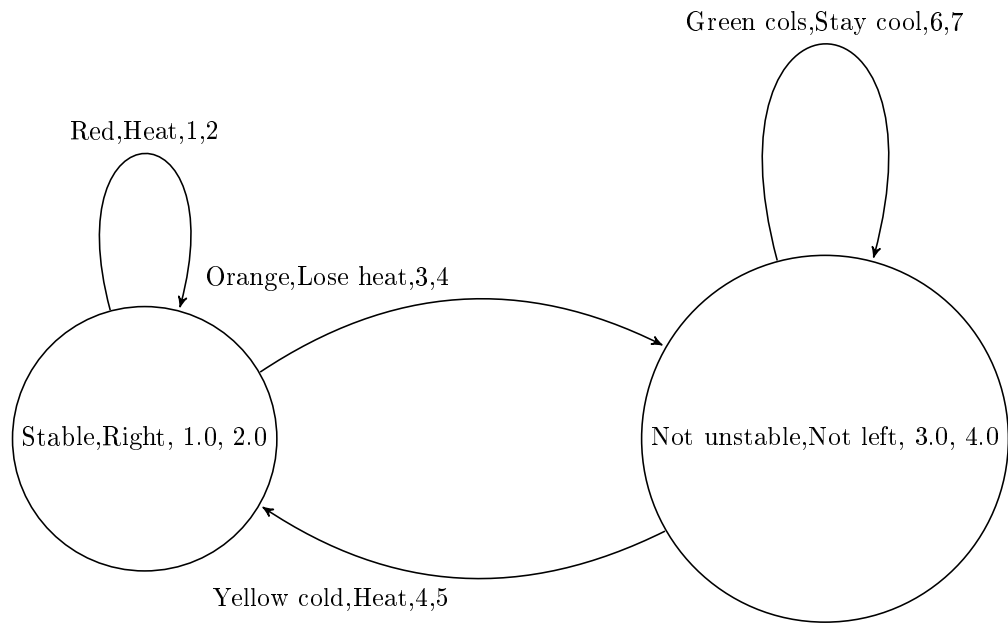 Green cols,Stay cool,6,7
Red,Heat,1,2
Orange,Lose heat,3,4
Stable,Right, 1.0, 2.0
Not unstable,Not left, 3.0, 4.0
Yellow cold,Heat,4,5